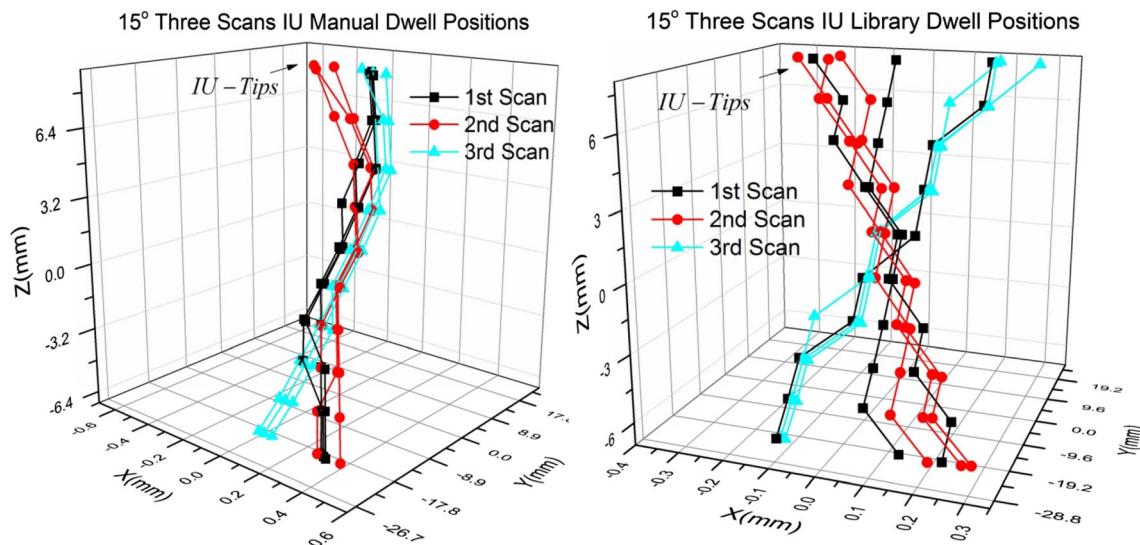 15° Three Scans IU Manual Dwell Positions
IU – Tips
1st Scan
2nd Scan
3rd Scan
Z(mm)
6.4
3.2
0.0
-3.2
-6.4
X(mm)
-0.6
-0.4
-0.2
0.0
0.2
0.4
0.6
Y(mm)
8.9
0.0
-8.9
-17.8
-26.7
15° Three Scans IU Library Dwell Positions
IU – Tips
1st Scan
2nd Scan
3rd Scan
Z(mm)
6
3
0
-3
X(mm)
-0.4
-0.3
-0.2
-0.1
0.0
0.1
0.2
0.3
Y(mm)
19.2
9.6
0.0
-9.6
-19.2
-28.8